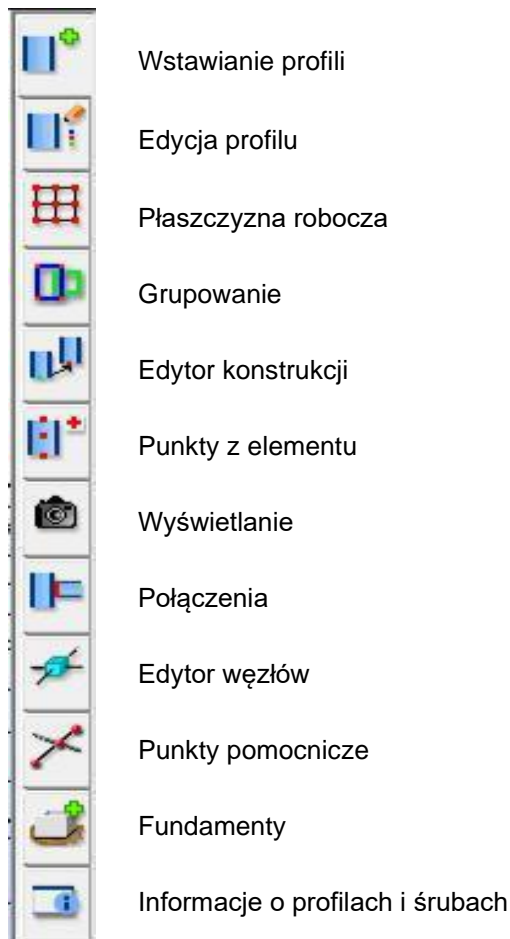 Wstawianie profili
Edycja profilu
Płaszczyzna robocza
Grupowanie
Edytor konstrukcji
Punkty z elementu
Wyświetlanie
Połączenia
Edytor węzłów
Punkty pomocnicze
Fundamenty
Informacje o profilach i śrubach